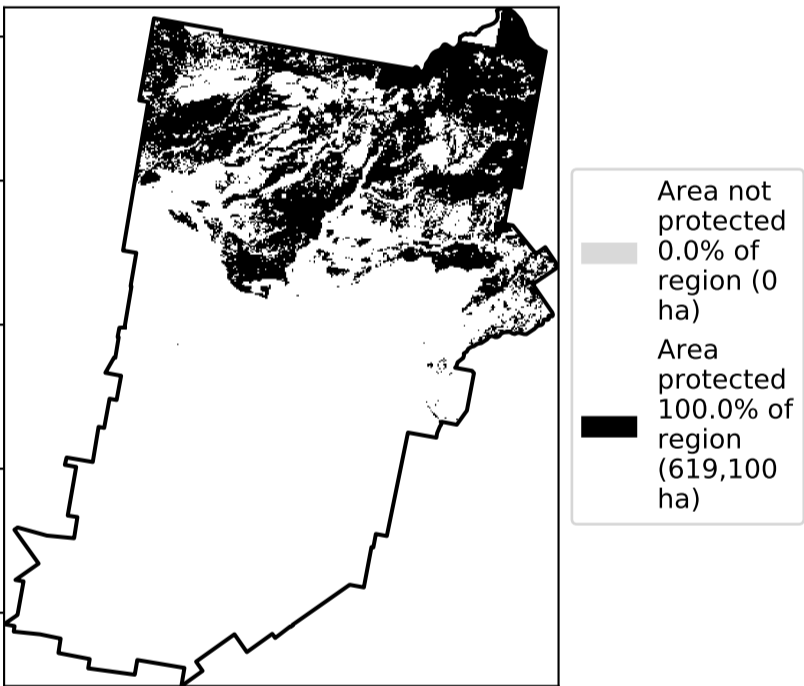 Area not
protected
0.0% of
region (0
ha)
Area
protected
100.0% of
region
(619,100
ha)